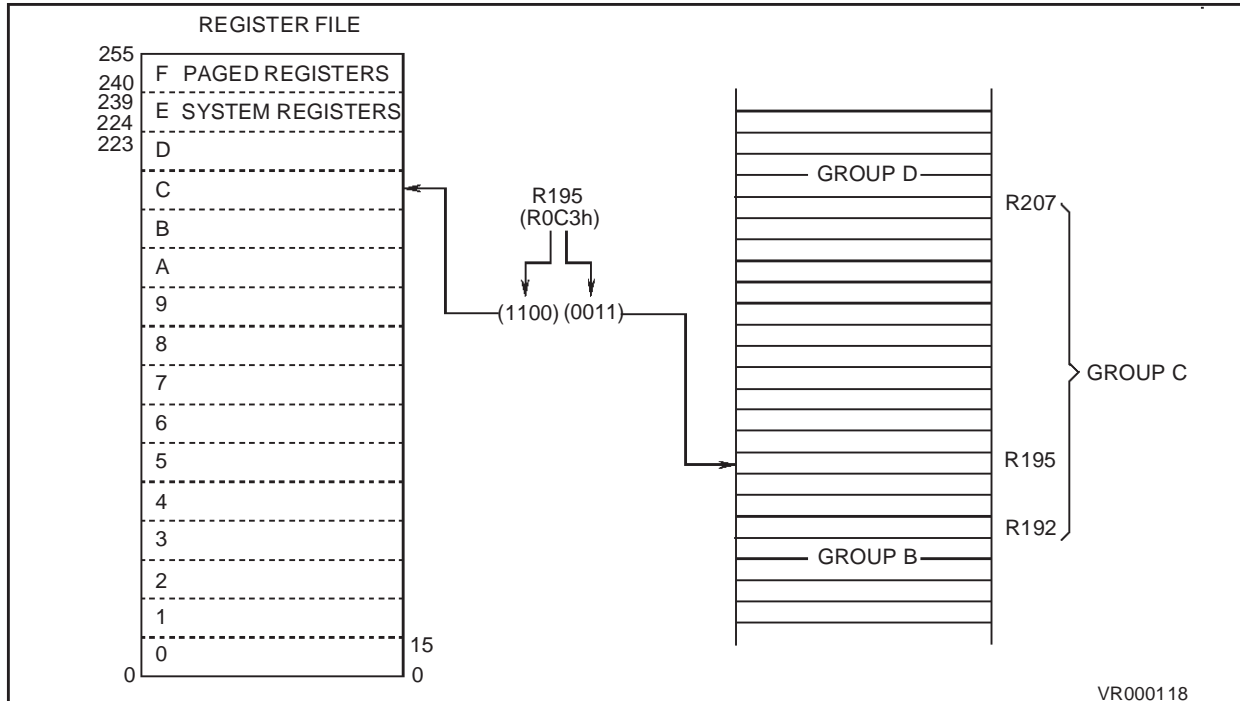 REGISTER FILE
255
240
239
224
223
F PAGED REGISTERS
E SYSTEM REGISTERS
D
C
B
A
9
8
7
6
5
4
3
2
1
0
15
0
0
R195
(R0C3h)
(1100) (0011)
GROUP D
R207
GROUP C
R195
R192
GROUP B
VR000118